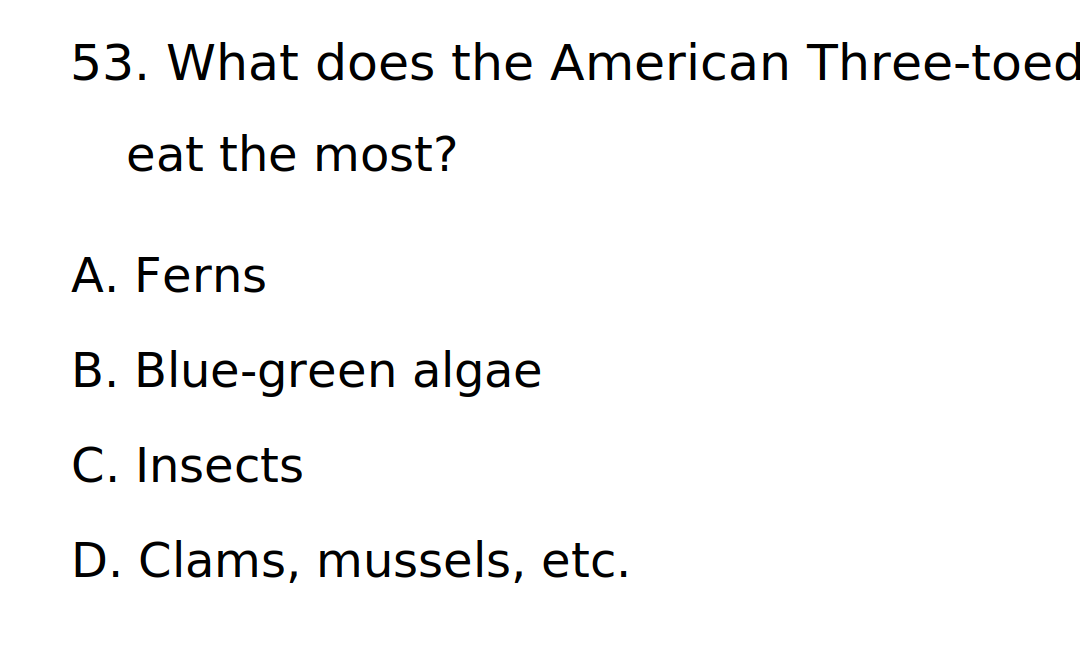 53. What does the American Three-toed
eat the most?
A. Ferns
B. Blue-green algae
C. Insects
D. Clams, mussels, etc.